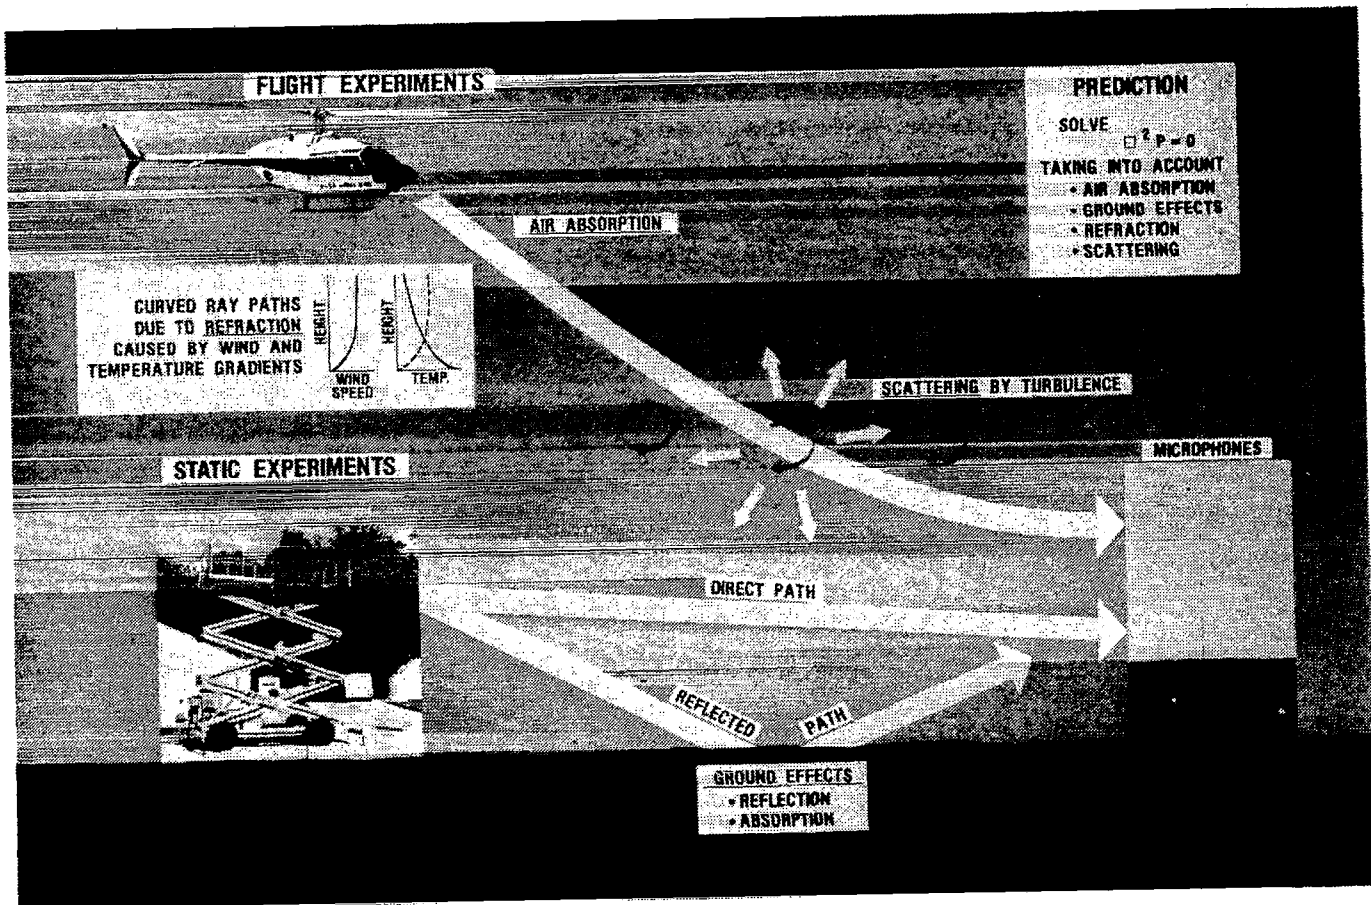 FLIGHT EXPERIMENTS
PREDICTION
SOLVE
□² P = 0
TAKING INTO ACCOUNT
• AIR ABSORPTION
• GROUND EFFECTS
• REFRACTION
• SCATTERING
AIR ABSORPTION
CURVED RAY PATHS
DUE TO REFRACTION
CAUSED BY WIND AND
TEMPERATURE GRADIENTS
HEIGHT
WIND
SPEED
HEIGHT
TEMP.
SCATTERING BY TURBULENCE
MICROPHONES
STATIC EXPERIMENTS
DIRECT PATH
REFLECTED
PATH
GROUND EFFECTS
• REFLECTION
• ABSORPTION